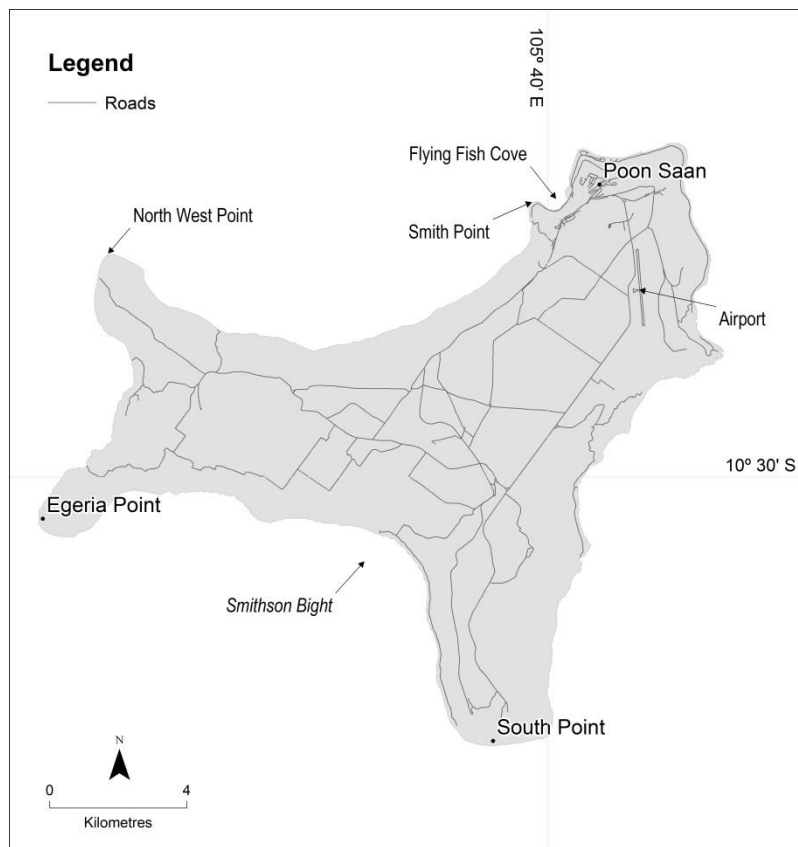 Legend
Roads
105° 40' E
Flying Fish Cove
Poon Saan
North West Point
Smith Point
Airport
10° 30' S
Egeria Point
Smithson Bight
South Point
N
0 4
Kilometres